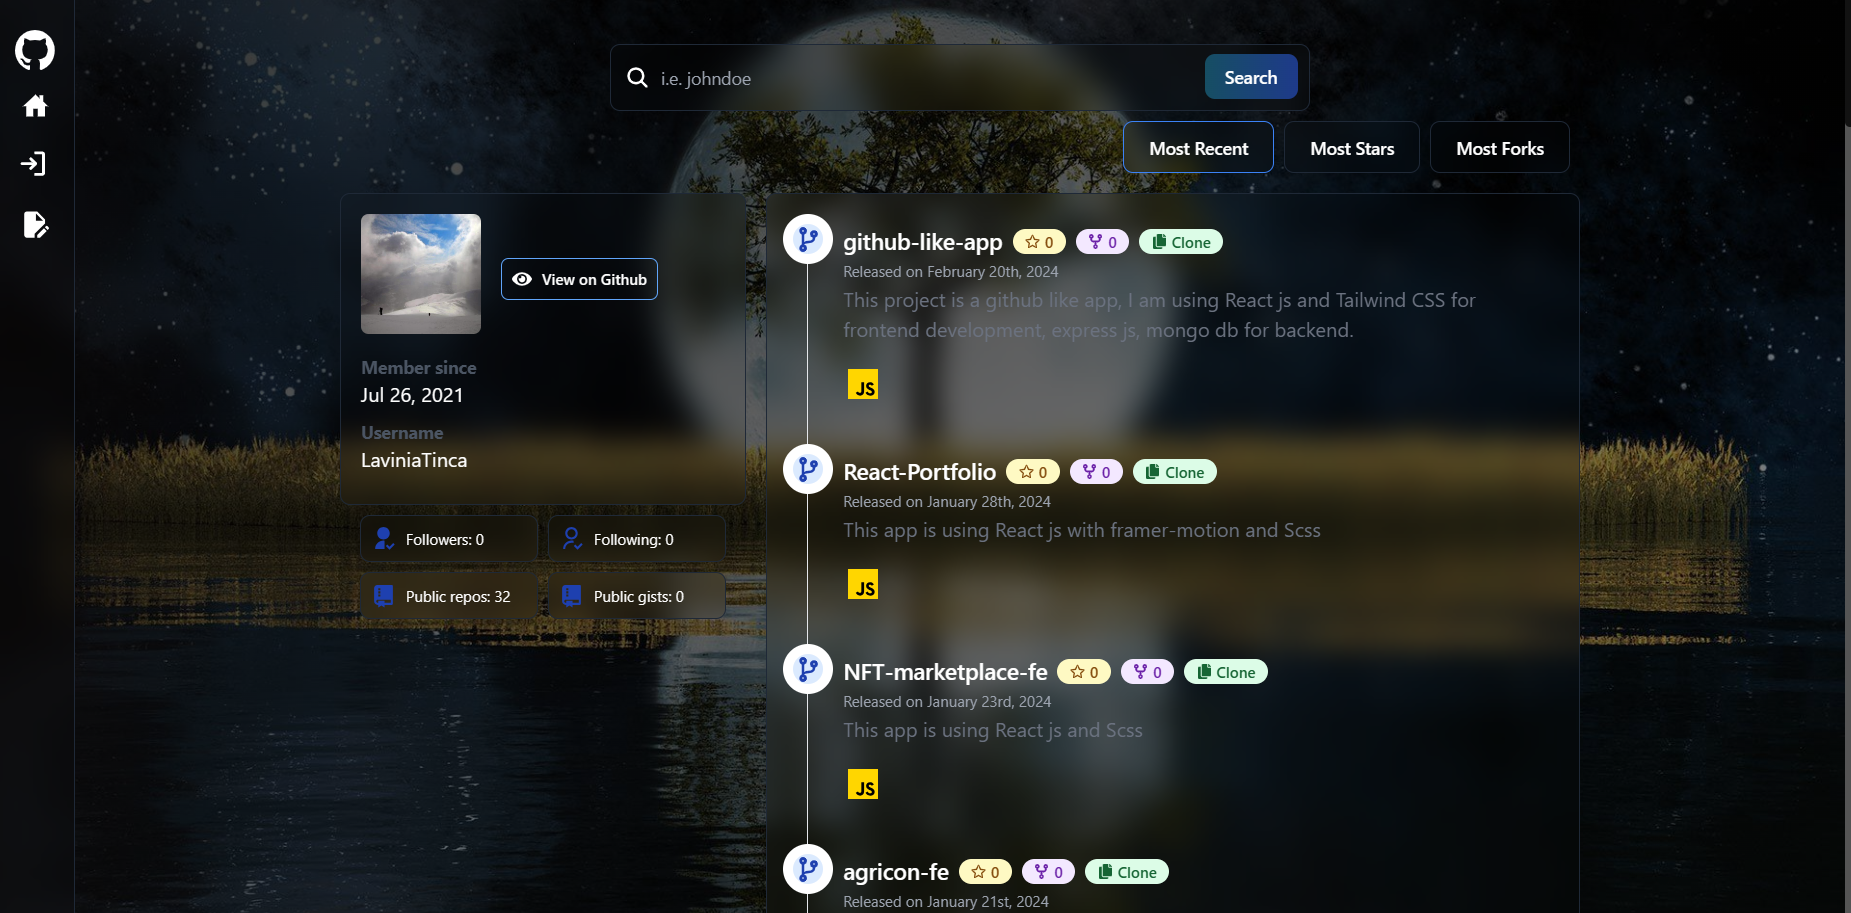 i.e. johndoe
Search
Most Recent
Most Stars
Most Forks
View on Github
Member since
Jul 26, 2021
Username
LaviniaTinca
Followers: 0
Following: 0
Public repos: 32
Public gists: 0
github-like-app 0 0 Clone
Released on February 20th, 2024
This project is a github like app, I am using React js and Tailwind CSS for
frontend development, express js, mongo db for backend.
JS
React-Portfolio 0 0 Clone
Released on January 28th, 2024
This app is using React js with framer-motion and Scss
JS
NFT-marketplace-fe 0 0 Clone
Released on January 23rd, 2024
This app is using React js and Scss
JS
agricon-fe 0 0 Clone
Released on January 21st, 2024